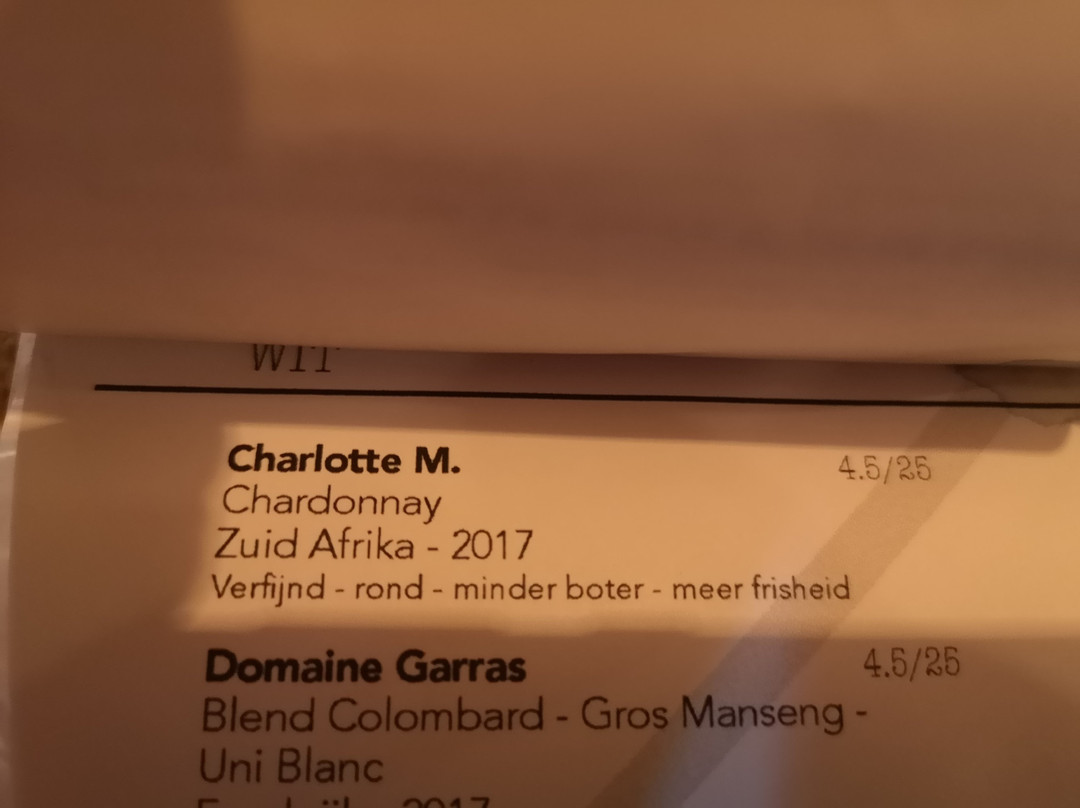 WIT
Charlotte M. 4.5/25
Chardonnay
Zuid Afrika - 2017
Verfijnd - rond - minder boter - meer frisheid
Domaine Garras 4.5/25
Blend Colombard - Gros Manseng -
Uni Blanc
2017